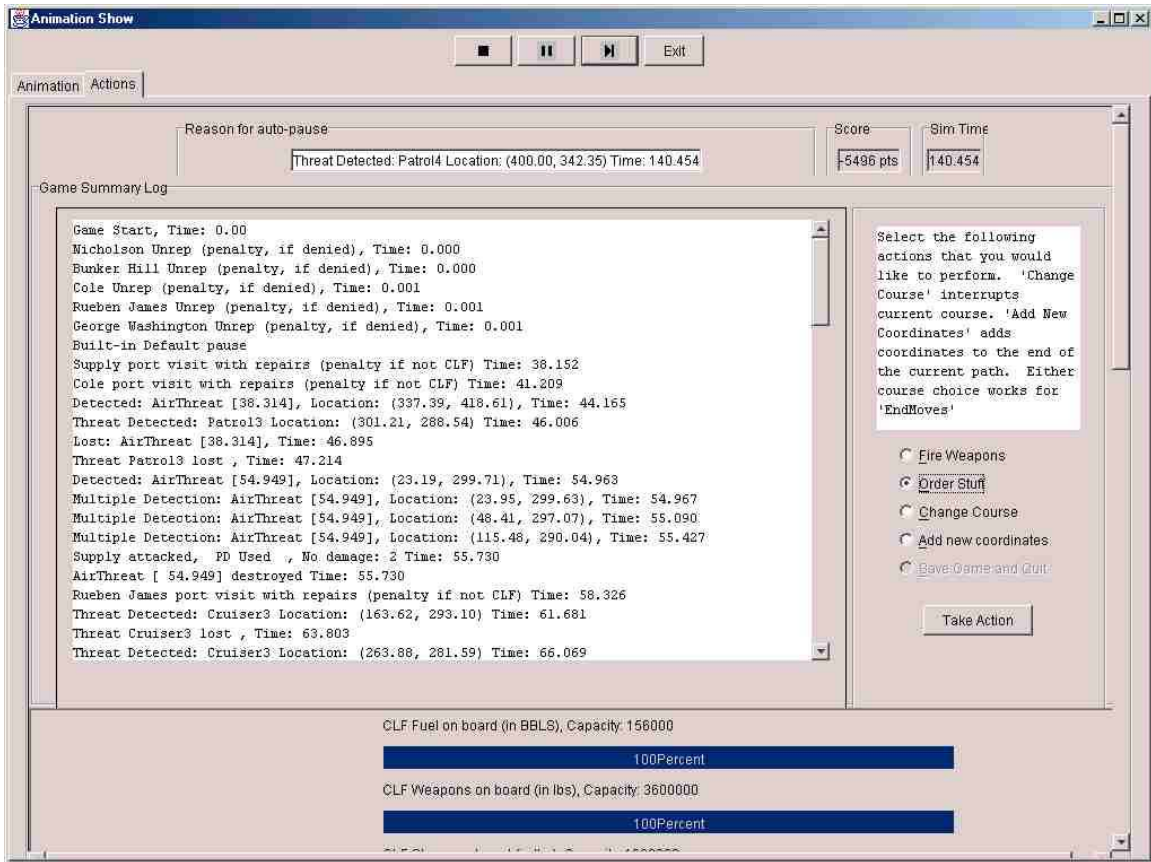 Animation Show
Exit
Animation Actions
Reason for auto-pause
Score
Sim Time
Threat Detected: Patrol4 Location: (400.00, 342.35) Time: 140.454
-5496 pts
140.454
Game Summary Log
Game Start, Time: 0.00
Nicholson Unrep (penalty, if denied), Time: 0.000
Bunker Hill Unrep (penalty, if denied), Time: 0.000
Cole Unrep (penalty, if denied), Time: 0.001
Rueben James Unrep (penalty, if denied), Time: 0.001
George Washington Unrep (penalty, if denied), Time: 0.001
Built-in Default pause
Supply port visit with repairs (penalty if not CLF) Time: 38.152
Cole port visit with repairs (penalty if not CLF) Time: 41.209
Detected: AirThreat [38.314], Location: (337.39, 418.61), Time: 44.165
Threat Detected: Patrol3 Location: (301.21, 288.54) Time: 46.006
Lost: AirThreat [38.314], Time: 46.895
Threat Patrol3 lost , Time: 47.214
Detected: AirThreat [54.949], Location: (23.19, 299.71), Time: 54.963
Multiple Detection: AirThreat [54.949], Location: (23.95, 299.63), Time: 54.967
Multiple Detection: AirThreat [54.949], Location: (48.41, 297.07), Time: 55.090
Multiple Detection: AirThreat [54.949], Location: (115.48, 290.04), Time: 55.427
Supply attacked, PD Used , No damage: 2 Time: 55.730
AirThreat [ 54.949] destroyed Time: 55.730
Rueben James port visit with repairs (penalty if not CLF) Time: 58.326
Threat Detected: Cruiser3 Location: (163.62, 293.10) Time: 61.681
Threat Cruiser3 lost , Time: 63.803
Threat Detected: Cruiser3 Location: (263.88, 281.59) Time: 66.069
Select the following
actions that you would
like to perform. 'Change
Course' interrupts
current course. 'Add New
Coordinates' adds
coordinates to the end of
the current path. Either
course choice works for
'EndMoves'
Fire Weapons
Order Stuff
Change Course
Add new coordinates
Save Game and Quit
Take Action
CLF Fuel on board (in BBLS), Capacity: 156000
100Percent
CLF Weapons on board (in lbs), Capacity: 3600000
100Percent